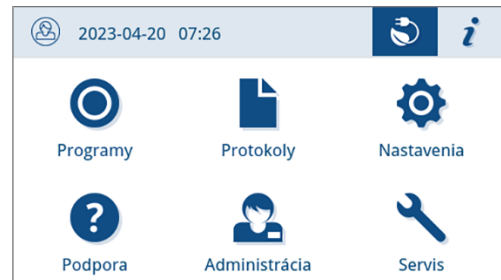 2023-04-20 07:26
i
Programy Protokoly Nastavenia
?
Podpora Administrácia Servis